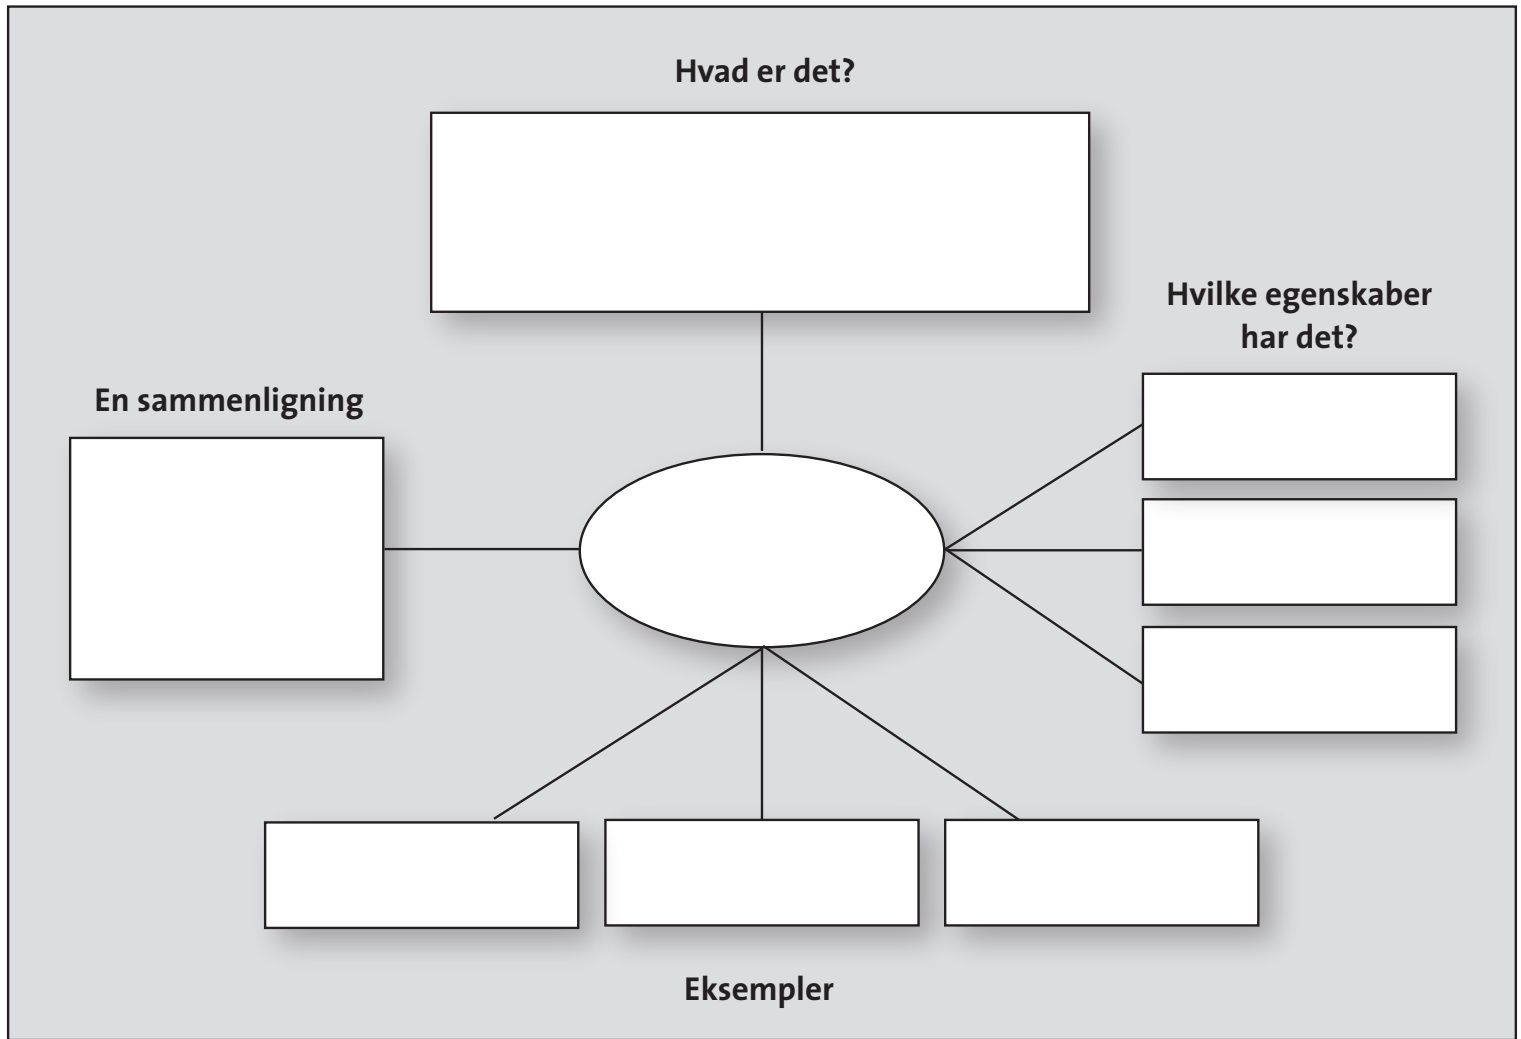 Hvad er det?
Hvilke egenskaber
har det?
En sammenligning
Eksempler